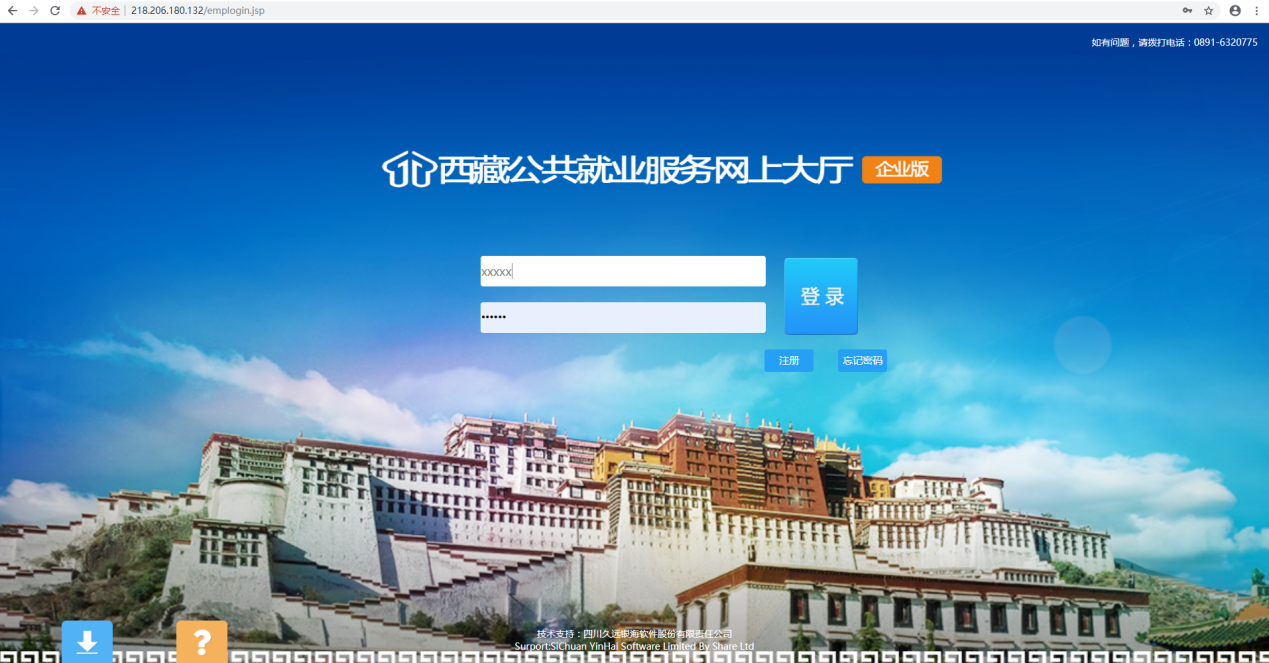 不安全 218.206.180.132/emplogin.jsp
如有问题，请拨打电话：0891-6320775
西藏公共就业服务网上大厅 企业版
xxxxx
••••••
登录
注册 忘记密码
?
技术支持：四川久远银海软件股份有限责任公司
Surport:SiChuan YinHai Software Limited By Share Ltd